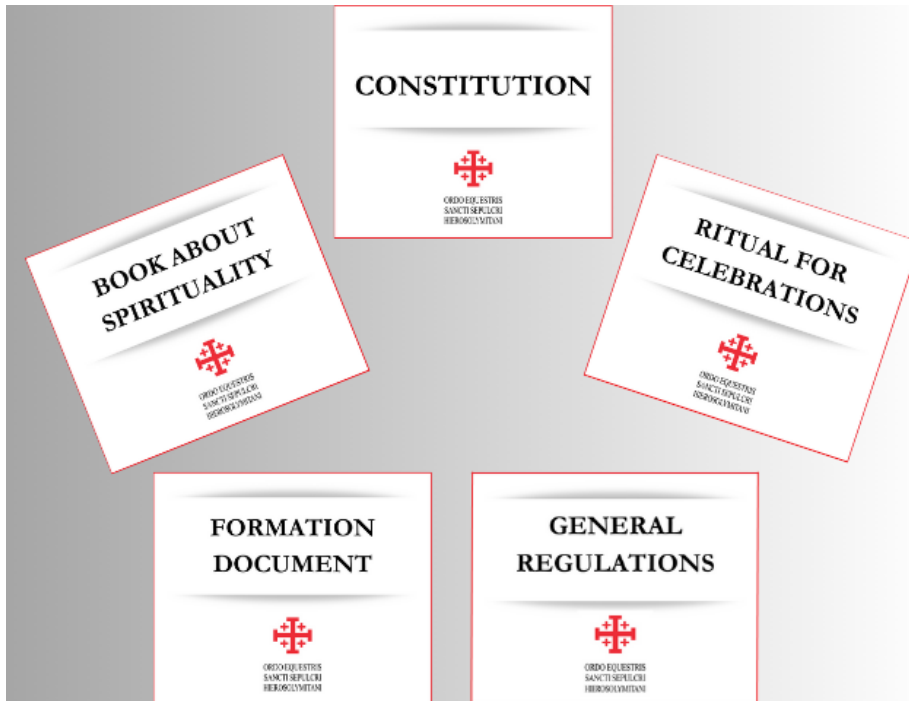 CONSTITUTION
ORDO EQUESTRIS
SANCTI SEPULCRI
HIEROSOLYMITANI
BOOK ABOUT
SPIRITUALITY
ORDO EQUESTRIS
SANCTI SEPULCRI
HIEROSOLYMITANI
RITUAL FOR
CELEBRATIONS
ORDO EQUESTRIS
SANCTI SEPULCRI
HIEROSOLYMITANI
FORMATION
DOCUMENT
ORDO EQUESTRIS
SANCTI SEPULCRI
HIEROSOLYMITANI
GENERAL
REGULATIONS
ORDO EQUESTRIS
SANCTI SEPULCRI
HIEROSOLYMITANI